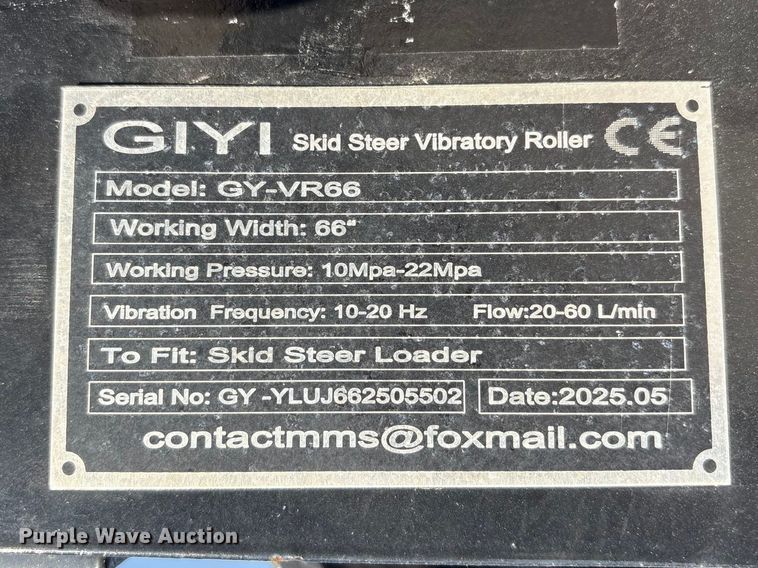 GIYI Skid Steer Vibratory Roller CE
Model: GY-VR66
Working Width: 66"
Working Pressure: 10Mpa-22Mpa
Vibration Frequency: 10-20 Hz Flow:20-60 L/min
To Fit: Skid Steer Loader
Serial No: GY -YLUJ662505502 Date:2025.05
contactmms@foxmail.com
Purple Wave Auction